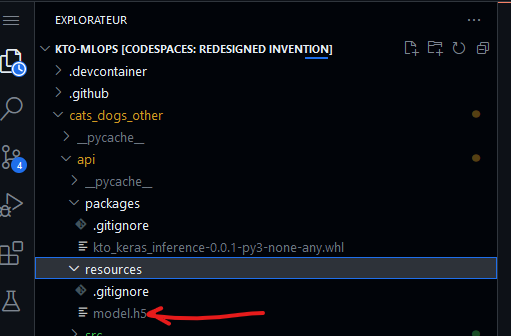 EXPLORATEUR
KTO-MLOPS [CODESPACES: REDESIGNED INVENTION]
.devcontainer
.github
cats_dogs_other
__pycache__
api
__pycache__
packages
.gitignore
kto_keras_inference-0.0.1-py3-none-any.whl
resources
.gitignore
model.h5
src
4